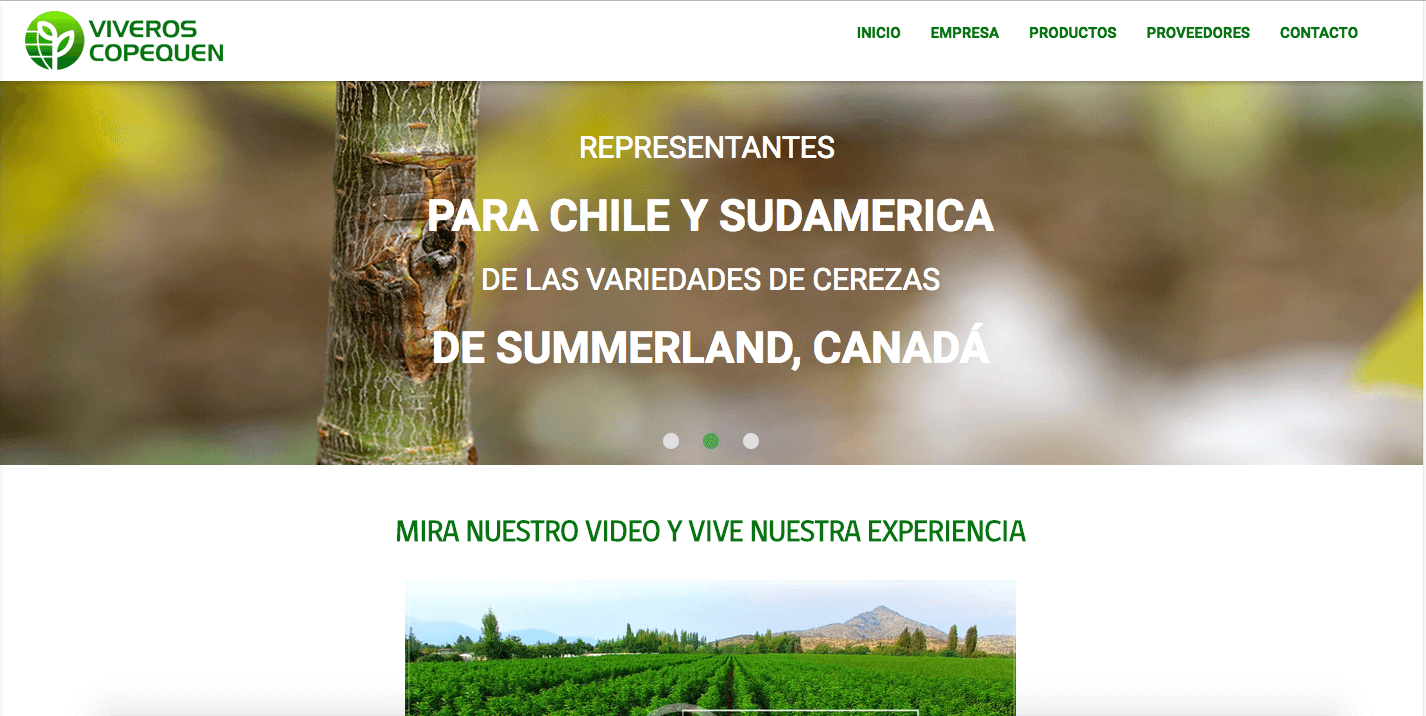 VIVEROS
COPEQUEN
INICIO EMPRESA PRODUCTOS PROVEEDORES CONTACTO
REPRESENTANTES
PARA CHILE Y SUDAMERICA
DE LAS VARIEDADES DE CEREZAS
DE SUMMERLAND, CANADÁ
MIRA NUESTRO VIDEO Y VIVE NUESTRA EXPERIENCIA